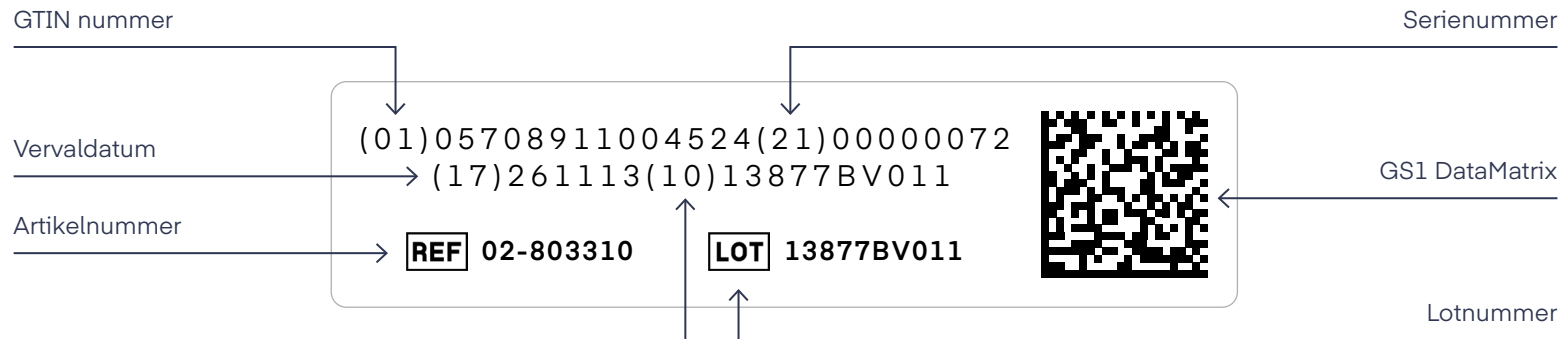 GTIN nummer
Serienummer
(01)05708911004524(21)00000072
Vervaldatum
(17)261113(10)13877BV011
GS1 DataMatrix
Artikelnummer
REF 02-803310 LOT 13877BV011
Lotnummer